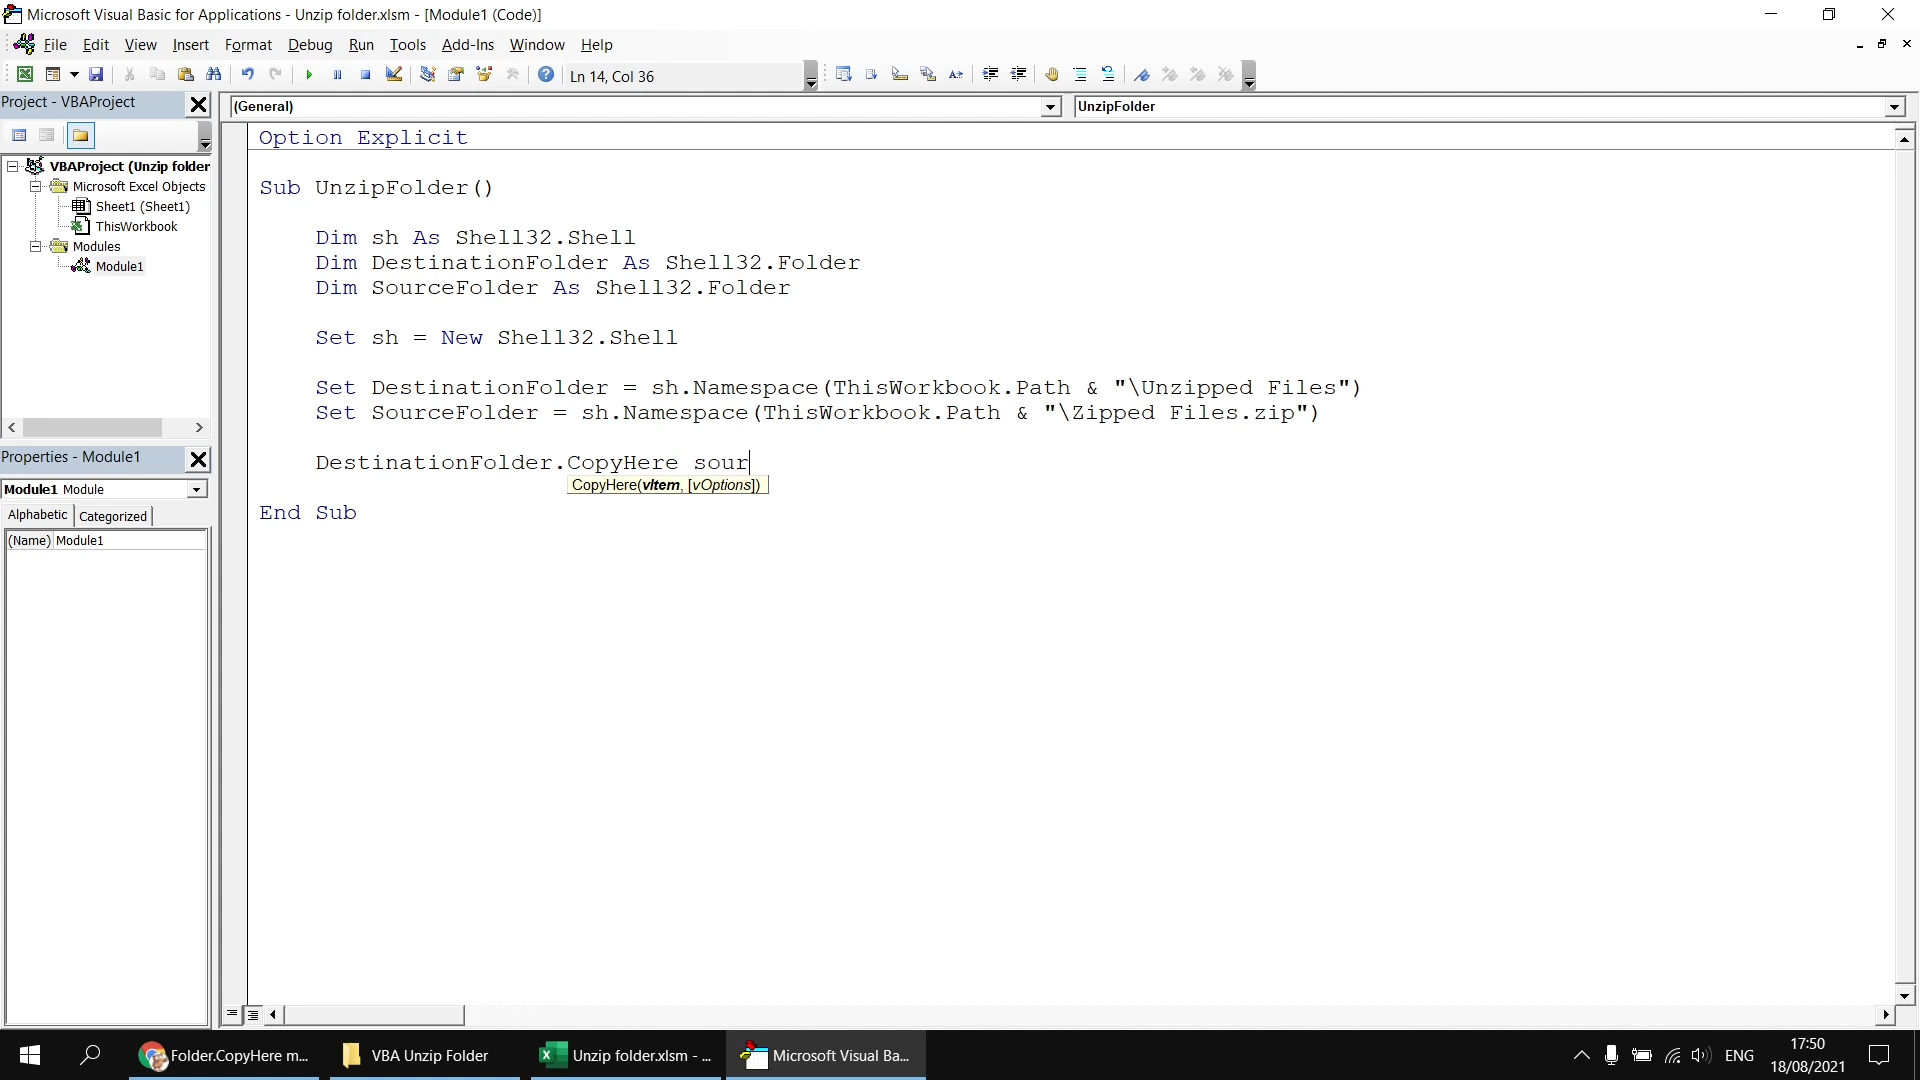 Microsoft Visual Basic for Applications - Unzip folder.xlsm - [Module1 (Code)]
File Edit View Insert Format Debug Run Tools Add-Ins Window Help
Ln 14, Col 36
Project - VBAProject
(General)
UnzipFolder
VBAProject (Unzip folder
Microsoft Excel Objects
Sheet1 (Sheet1)
ThisWorkbook
Modules
Module1
Properties - Module1
Module1 Module
Alphabetic Categorized
(Name) Module1
Option Explicit
Sub UnzipFolder()
Dim sh As Shell32.Shell
Dim DestinationFolder As Shell32.Folder
Dim SourceFolder As Shell32.Folder
Set sh = New Shell32.Shell
Set DestinationFolder = sh.Namespace(ThisWorkbook.Path & "\Unzipped Files")
Set SourceFolder = sh.Namespace(ThisWorkbook.Path & "\Zipped Files.zip")
DestinationFolder.CopyHere sour
CopyHere(vItem, [vOptions])
End Sub
Folder.CopyHere m...
VBA Unzip Folder
Unzip folder.xlsm - ...
Microsoft Visual Ba...
ENG
17:50
18/08/2021